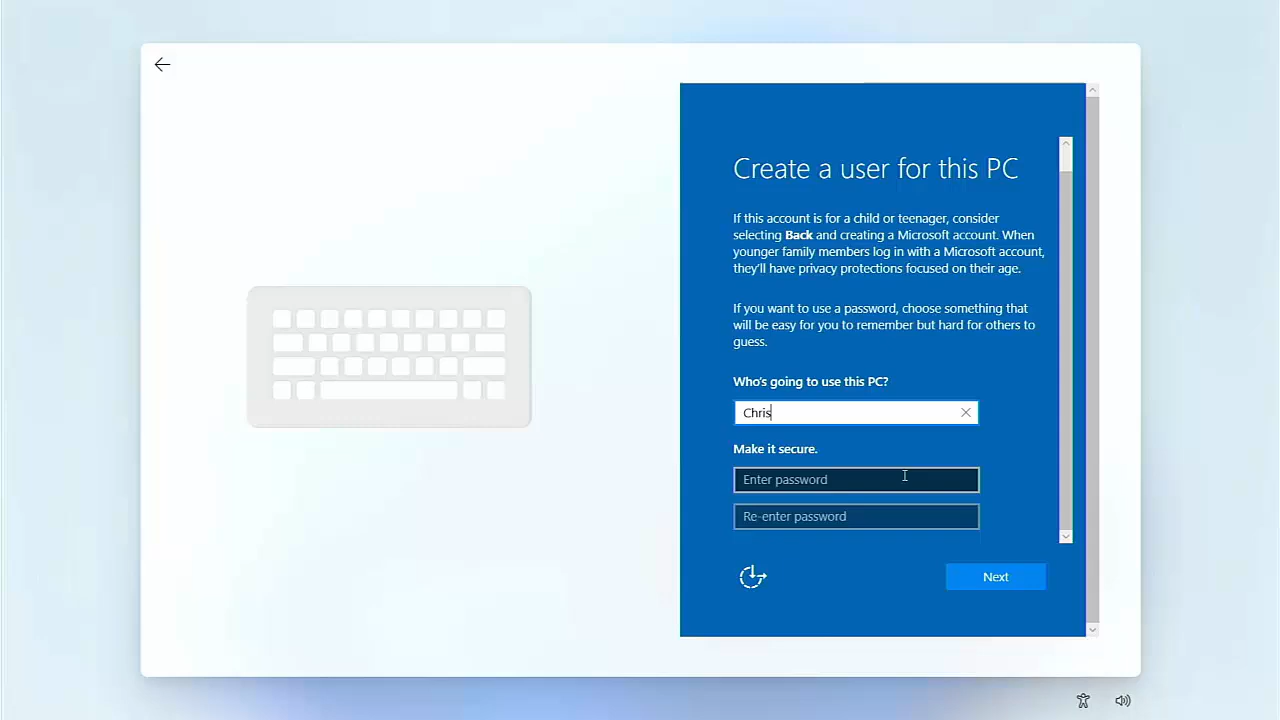 Create a user for this PC
If this account is for a child or teenager, consider
selecting Back and creating a Microsoft account. When
younger family members log in with a Microsoft account,
they'll have privacy protections focused on their age.
If you want to use a password, choose something that
will be easy for you to remember but hard for others to
guess.
Who's going to use this PC?
Chris
Make it secure.
Enter password
Re-enter password
Next